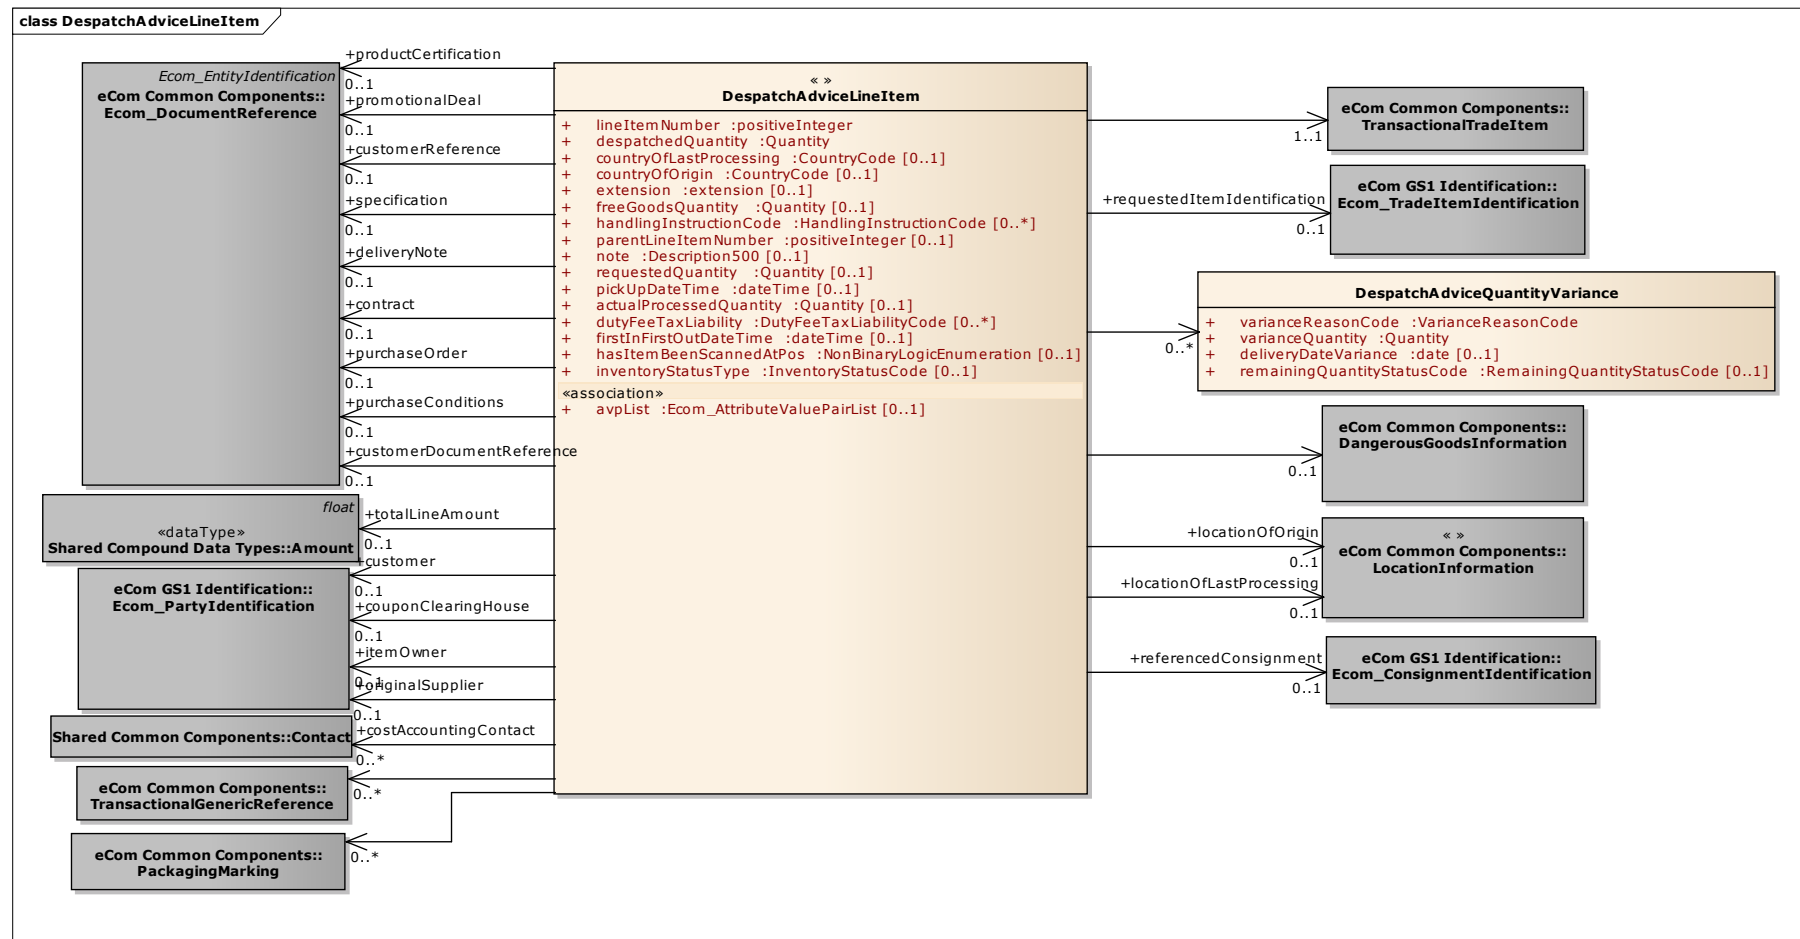 class DespatchAdviceLineItem
Ecom_EntityIdentification
eCom Common Components::
Ecom_DocumentReference
+productCertification
0..1
+promotionalDeal
0..1
+customerReference
0..1
+specification
0..1
+deliveryNote
0..1
+contract
0..1
+purchaseOrder
0..1
+purchaseConditions
0..1
+customerDocumentReference
0..1
float
«dataType»
Shared Compound Data Types::Amount
+totalLineAmount
0..1
eCom GS1 Identification::
Ecom_PartyIdentification
+customer
0..1
+couponClearingHouse
0..1
+itemOwner
0..1
+originalSupplier
0..1
Shared Common Components::Contact
+costAccountingContact
0..*
eCom Common Components::
TransactionalGenericReference
0..*
eCom Common Components::
PackagingMarking
0..*
« »
DespatchAdviceLineItem
+ lineItemNumber :positiveInteger
+ despatchedQuantity :Quantity
+ countryOfLastProcessing :CountryCode [0..1]
+ countryOfOrigin :CountryCode [0..1]
+ extension :extension [0..1]
+ freeGoodsQuantity :Quantity [0..1]
+ handlingInstructionCode :HandlingInstructionCode [0..*]
+ parentLineItemNumber :positiveInteger [0..1]
+ note :Description500 [0..1]
+ requestedQuantity :Quantity [0..1]
+ pickUpDateTime :dateTime [0..1]
+ actualProcessedQuantity :Quantity [0..1]
+ dutyFeeTaxLiability :DutyFeeTaxLiabilityCode [0..*]
+ firstInFirstOutDateTime :dateTime [0..1]
+ hasItemBeenScannedAtPos :NonBinaryLogicEnumeration [0..1]
+ inventoryStatusType :InventoryStatusCode [0..1]
«association»
+ avpList :Ecom_AttributeValuePairList [0..1]
eCom Common Components::
TransactionalTradeItem
1..1
+requestedItemIdentification
0..1
eCom GS1 Identification::
Ecom_TradeItemIdentification
0..*
DespatchAdviceQuantityVariance
+ varianceReasonCode :VarianceReasonCode
+ varianceQuantity :Quantity
+ deliveryDateVariance :date [0..1]
+ remainingQuantityStatusCode :RemainingQuantityStatusCode [0..1]
eCom Common Components::
DangerousGoodsInformation
0..1
+locationOfOrigin
0..1
+locationOfLastProcessing
0..1
« »
eCom Common Components::
LocationInformation
+referencedConsignment
0..1
eCom GS1 Identification::
Ecom_ConsignmentIdentification